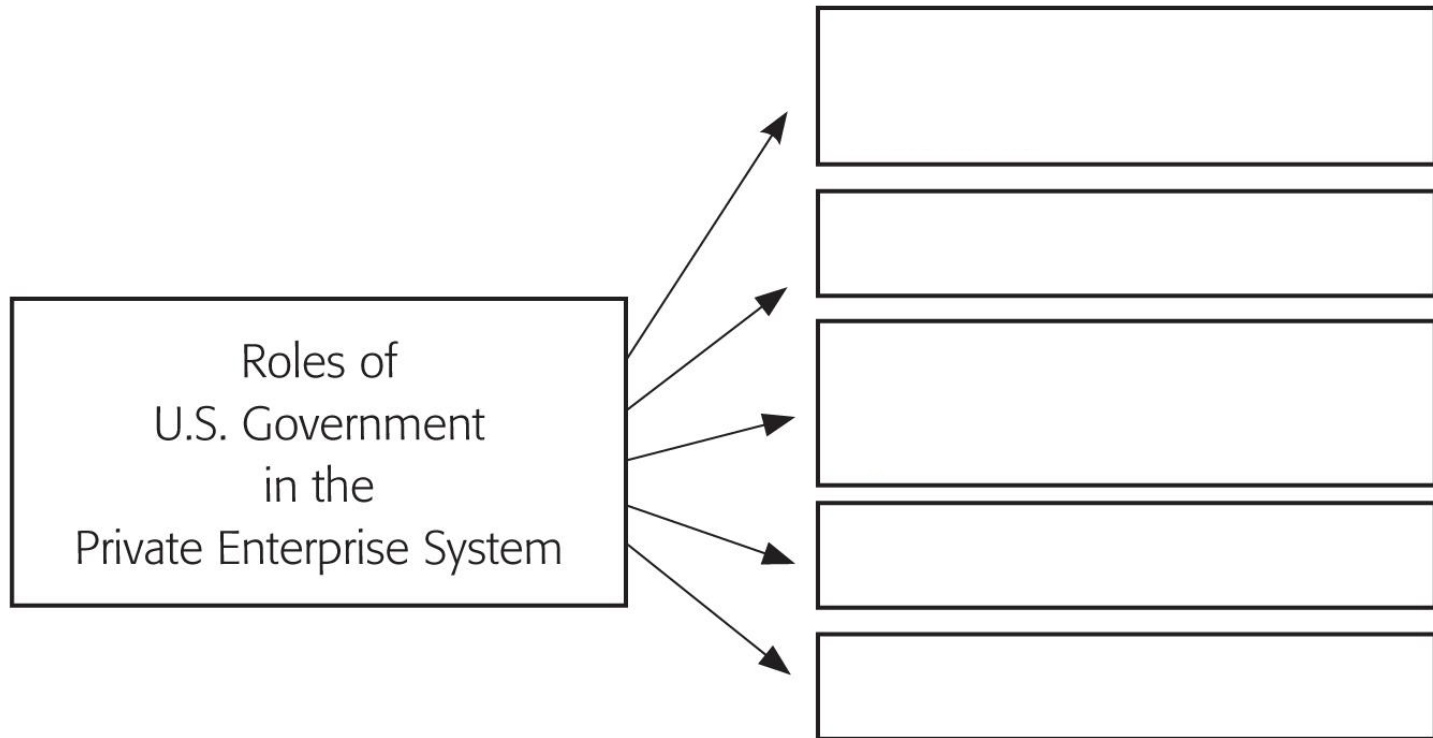 Roles of
U.S. Government
in the
Private Enterprise System